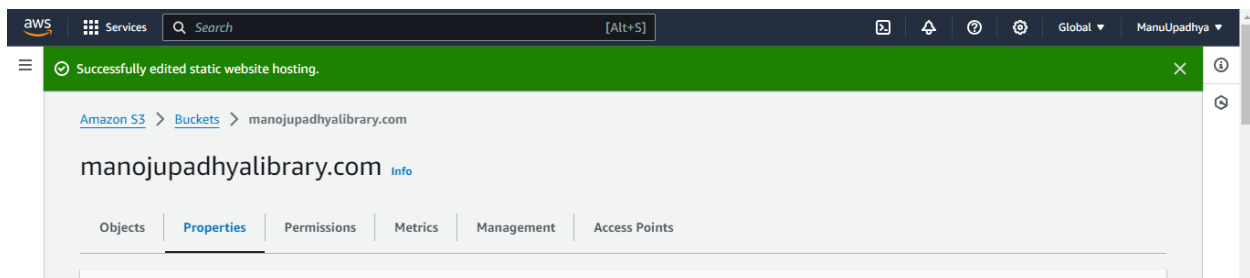 aws Services Search [Alt+S] Global ManuUpadhya
Successfully edited static website hosting.
Amazon S3 > Buckets > manojupadhyalibrary.com
manojupadhyalibrary.com Info
Objects Properties Permissions Metrics Management Access Points